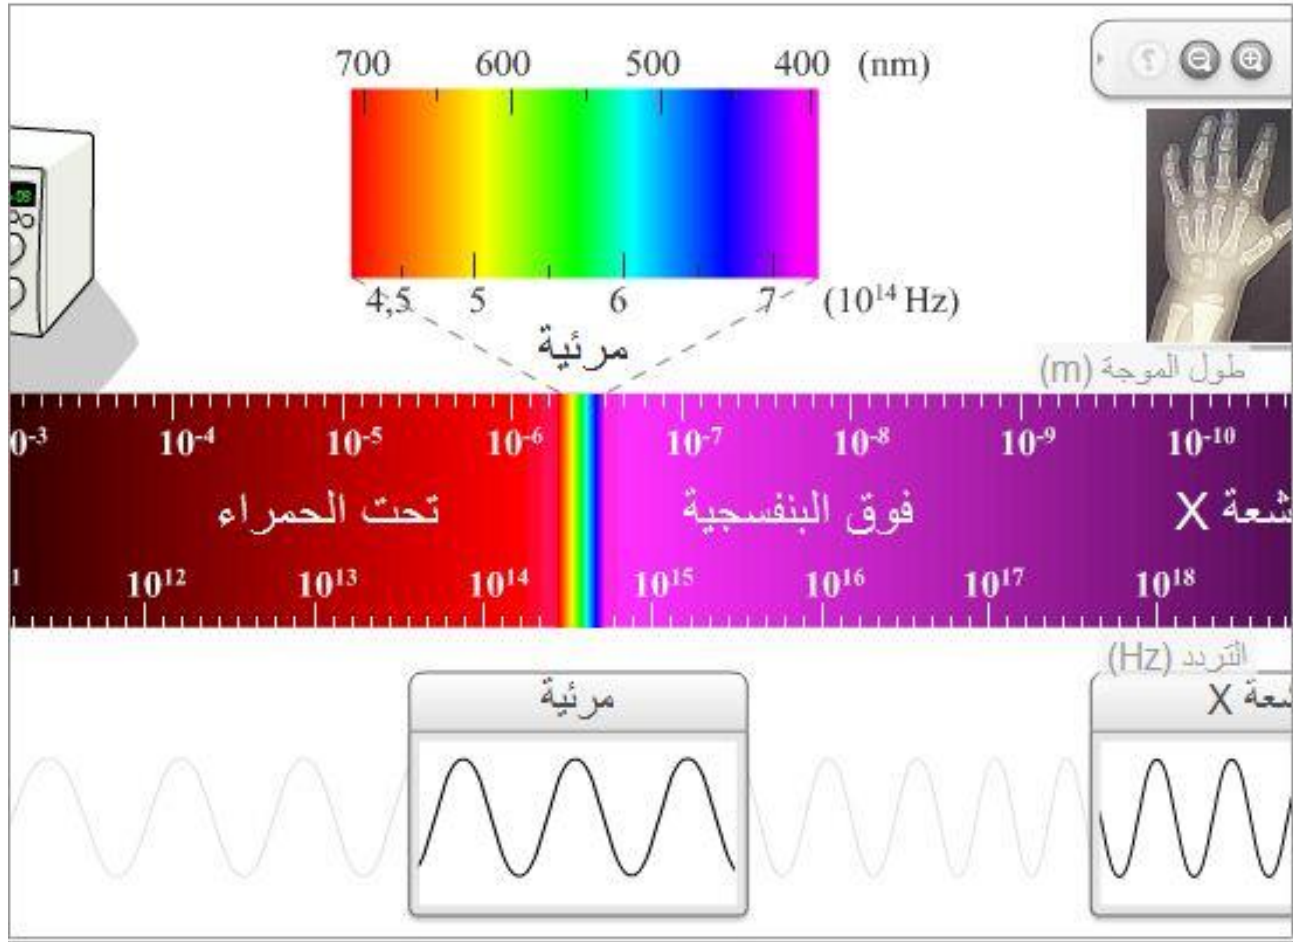 700 600 500 400 (nm)
4,5 5 6 7 (10¹⁴ Hz)
مرئية
طول الموجة (m)
10⁻⁴ 10⁻⁵ 10⁻⁶ 10⁻⁷ 10⁻⁸ 10⁻⁹ 10⁻¹⁰
تحت الحمراء فوق البنفسجية شعة X
10¹² 10¹³ 10¹⁴ 10¹⁵ 10¹⁶ 10¹⁷ 10¹⁸
التردد (Hz)
مرئية شعة X